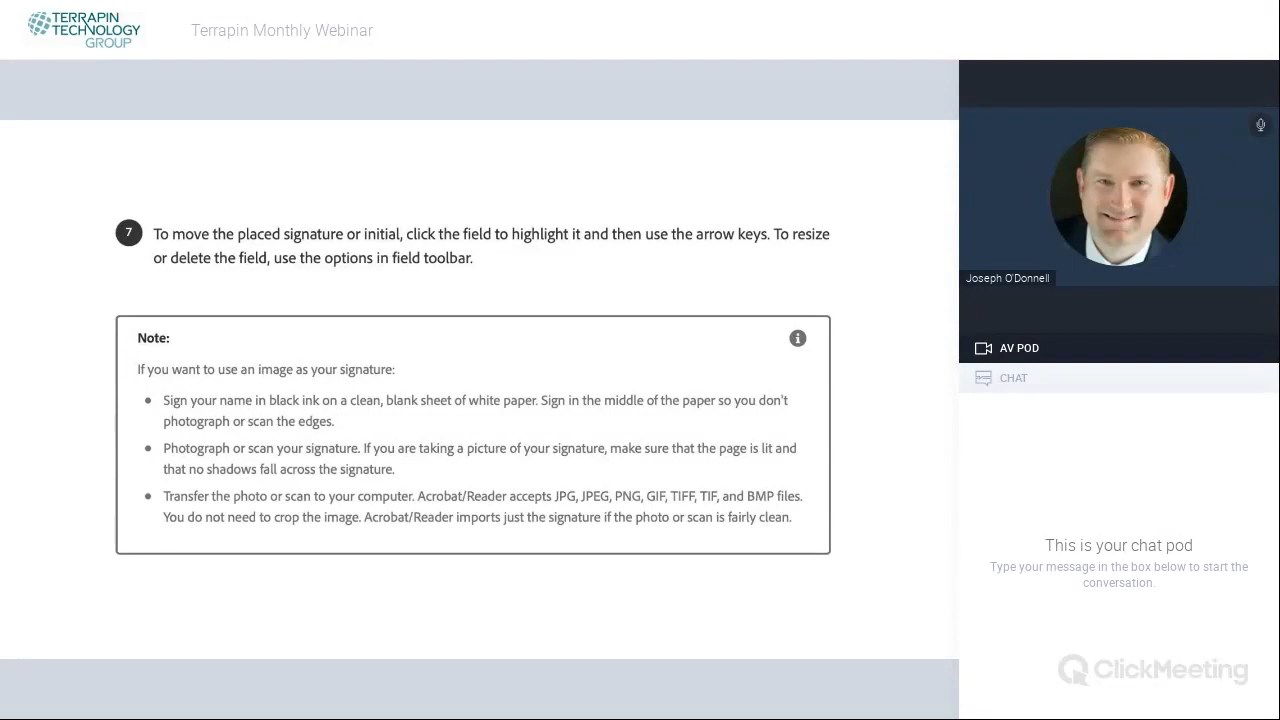 TERRAPIN
TECHNOLOGY
GROUP
Terrapin Monthly Webinar
7
To move the placed signature or initial, click the field to highlight it and then use the arrow keys. To resize
or delete the field, use the options in field toolbar.
Note:
i
If you want to use an image as your signature:
• Sign your name in black ink on a clean, blank sheet of white paper. Sign in the middle of the paper so you don't
photograph or scan the edges.
• Photograph or scan your signature. If you are taking a picture of your signature, make sure that the page is lit and
that no shadows fall across the signature.
• Transfer the photo or scan to your computer. Acrobat/Reader accepts JPG, JPEG, PNG, GIF, TIFF, TIF, and BMP files.
You do not need to crop the image. Acrobat/Reader imports just the signature if the photo or scan is fairly clean.
Joseph O'Donnell
AV POD
CHAT
This is your chat pod
Type your message in the box below to start the
conversation.
ClickMeeting